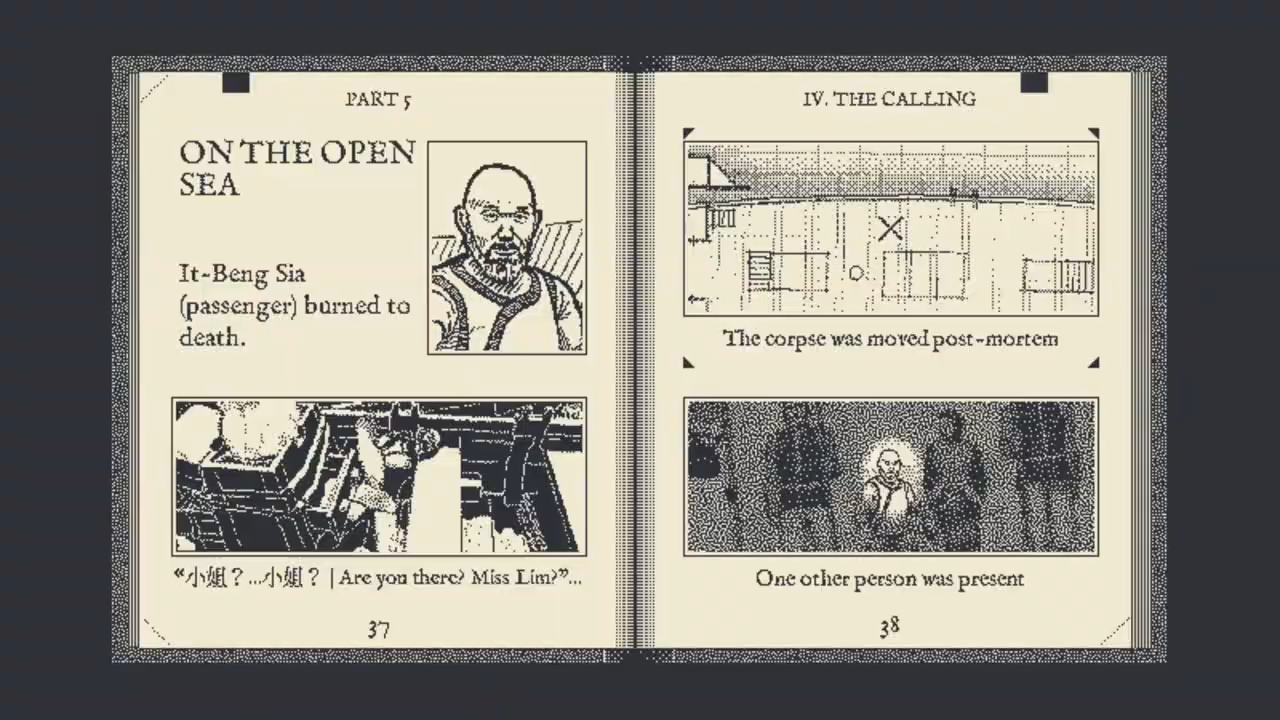 PART 5
ON THE OPEN
SEA
It-Beng Sia
(passenger) burned to
death.
“小姐？...小姐？ | Are you there? Miss Lim?”...
37
IV. THE CALLING
The corpse was moved post-mortem
One other person was present
38